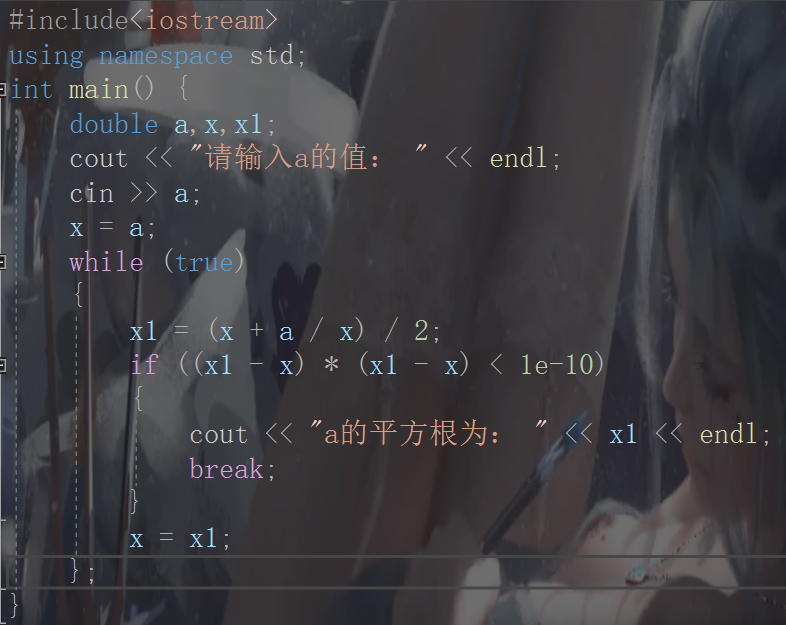 #include<iostream>
using namespace std;
int main() {
double a,x,x1;
cout << "请输入a的值： " << endl;
cin >> a;
x = a;
while (true)
{
x1 = (x + a / x) / 2;
if ((x1 - x) * (x1 - x) < 1e-10)
{
cout << "a的平方根为： " << x1 << endl;
break;
}
x = x1;
};
}